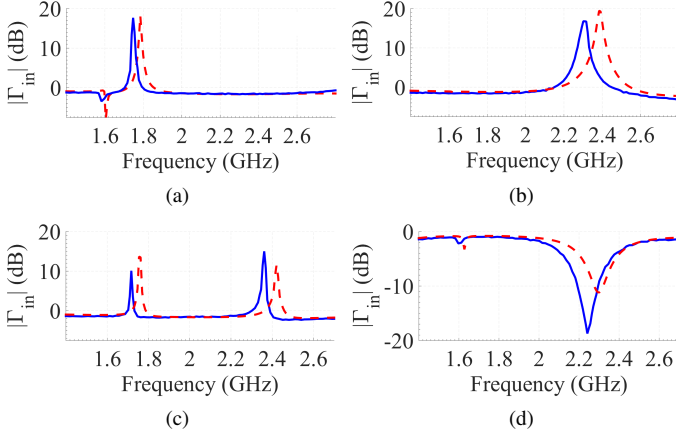 20
10
0
|Γin| (dB)
1.6 1.8 2 2.2 2.4 2.6
Frequency (GHz)
(a)
20
10
0
|Γin| (dB)
1.6 1.8 2 2.2 2.4 2.6
Frequency (GHz)
(b)
20
10
0
|Γin| (dB)
1.6 1.8 2 2.2 2.4 2.6
Frequency (GHz)
(c)
0
-10
-20
|Γin| (dB)
1.6 1.8 2 2.2 2.4 2.6
Frequency (GHz)
(d)